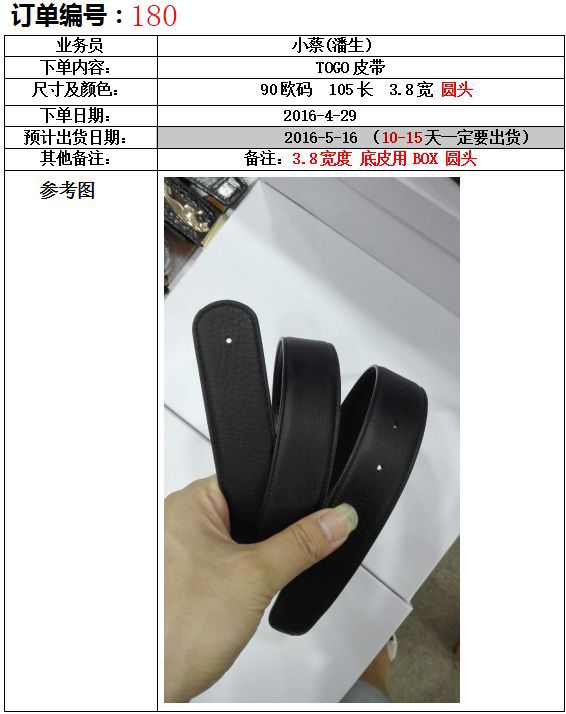 订单编号：180
业务员 小蔡(潘生)
下单内容： TOGO皮带
尺寸及颜色： 90欧码 105长 3.8宽 圆头
下单日期： 2016-4-29
预计出货日期： 2016-5-16 （10-15天一定要出货）
其他备注： 备注：3.8宽度 底皮用BOX 圆头
参考图